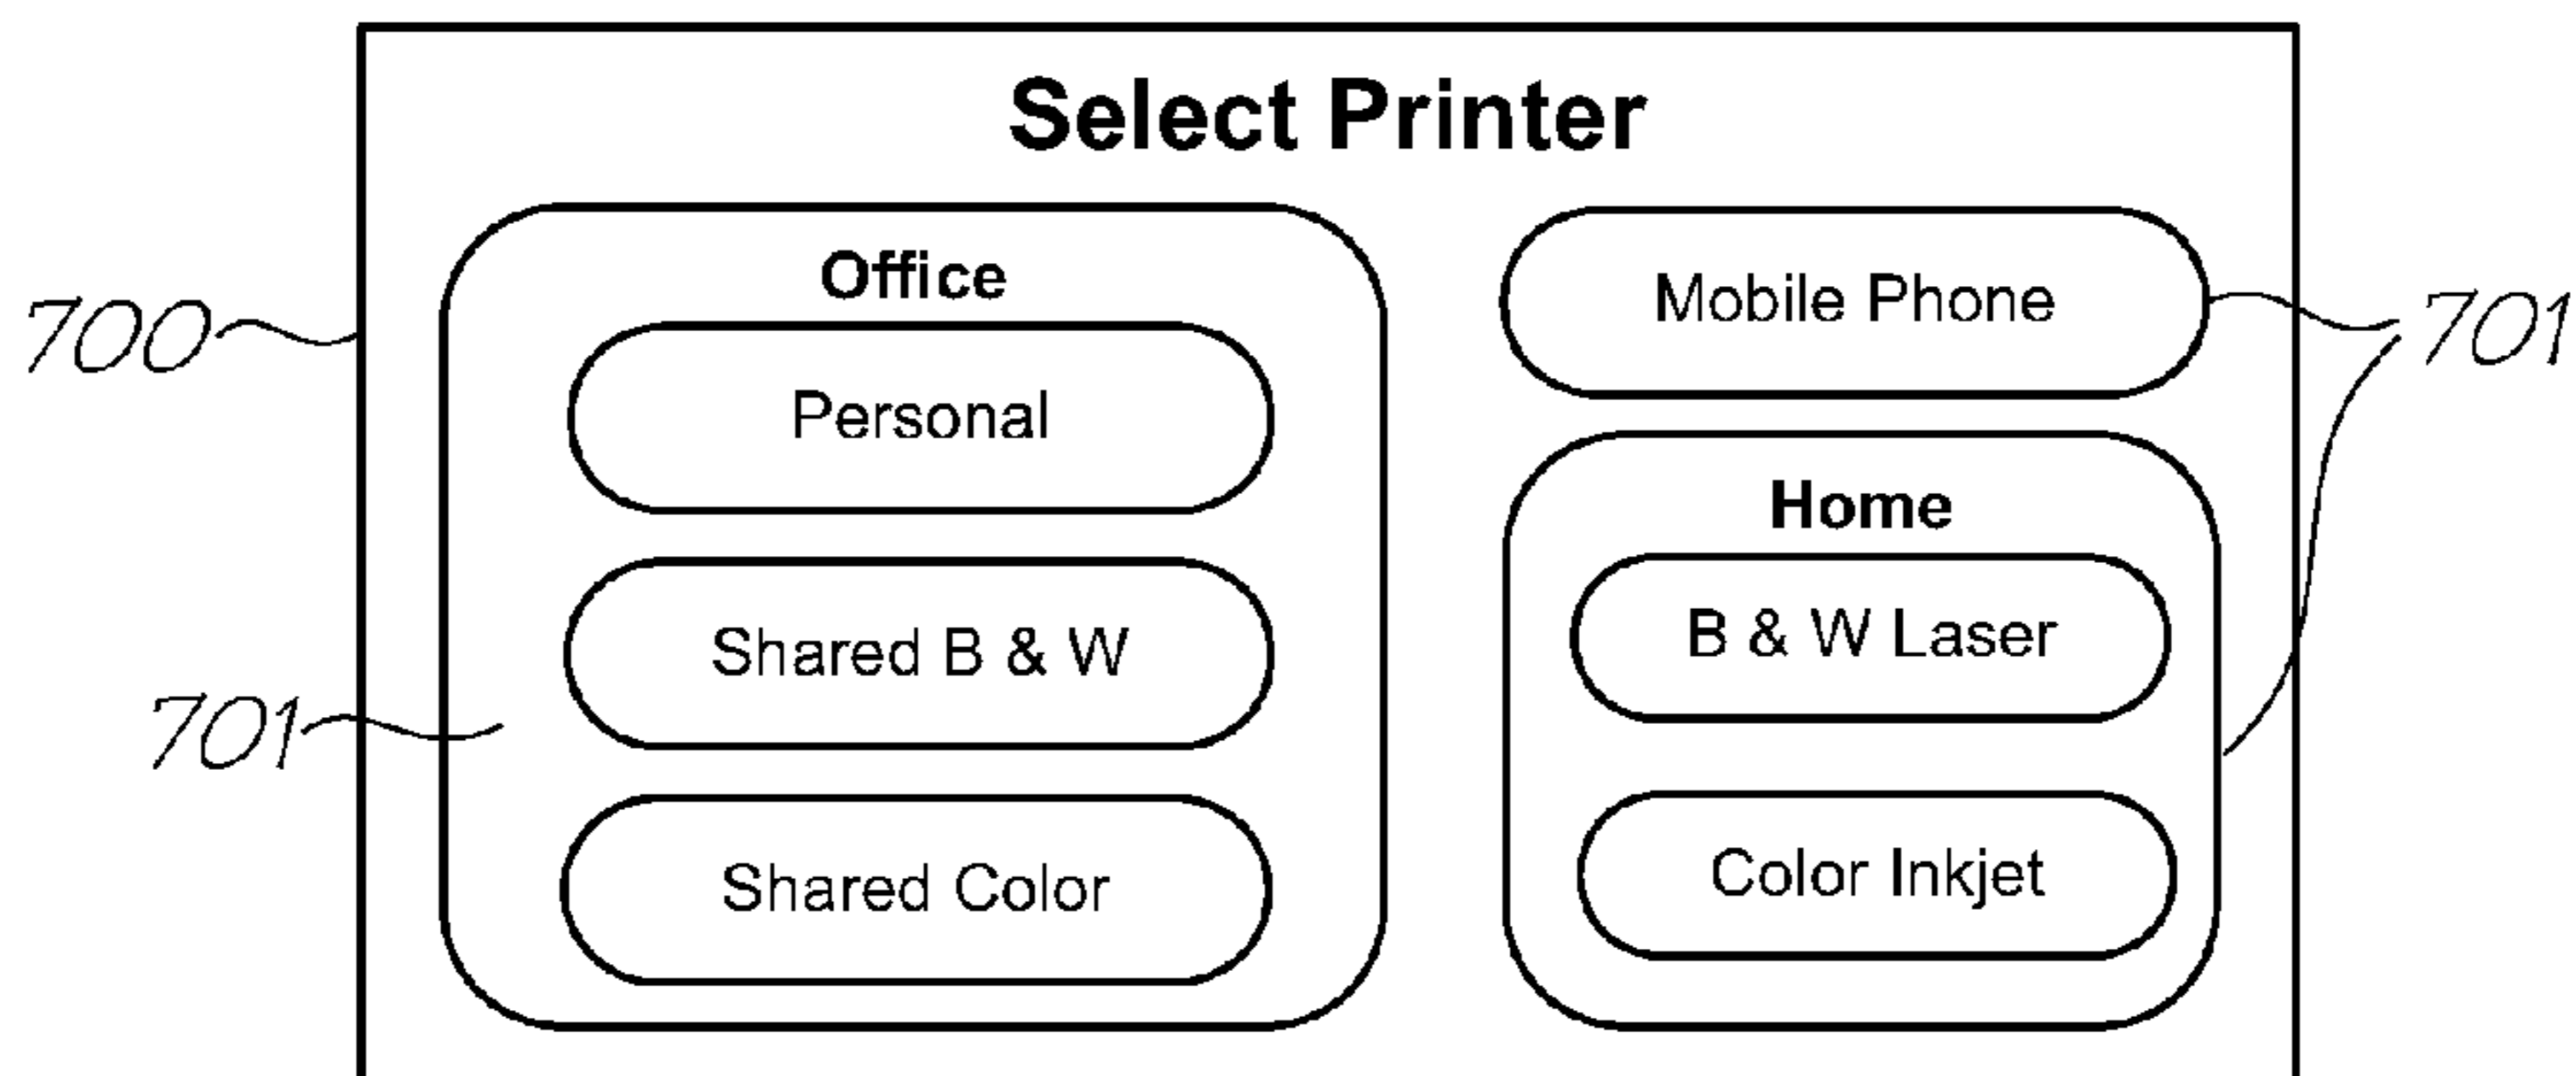 Select Printer
Office
Personal
Shared B & W
Shared Color
Mobile Phone
Home
B & W Laser
Color Inkjet
700
701
701